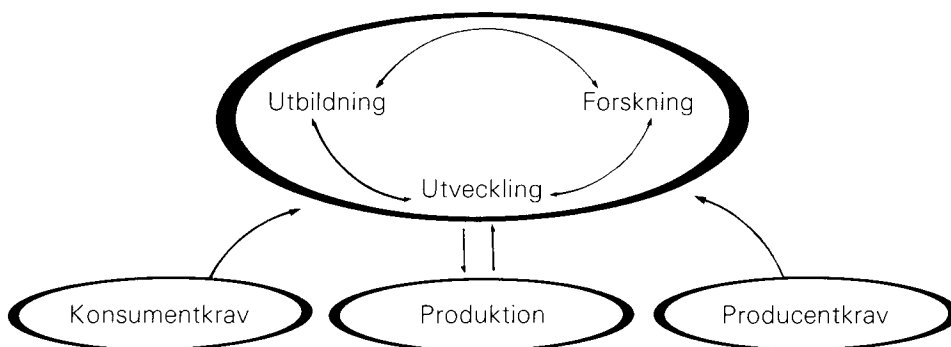 Utbildning Forskning
Utveckling
Konsumentkrav Produktion Producentkrav